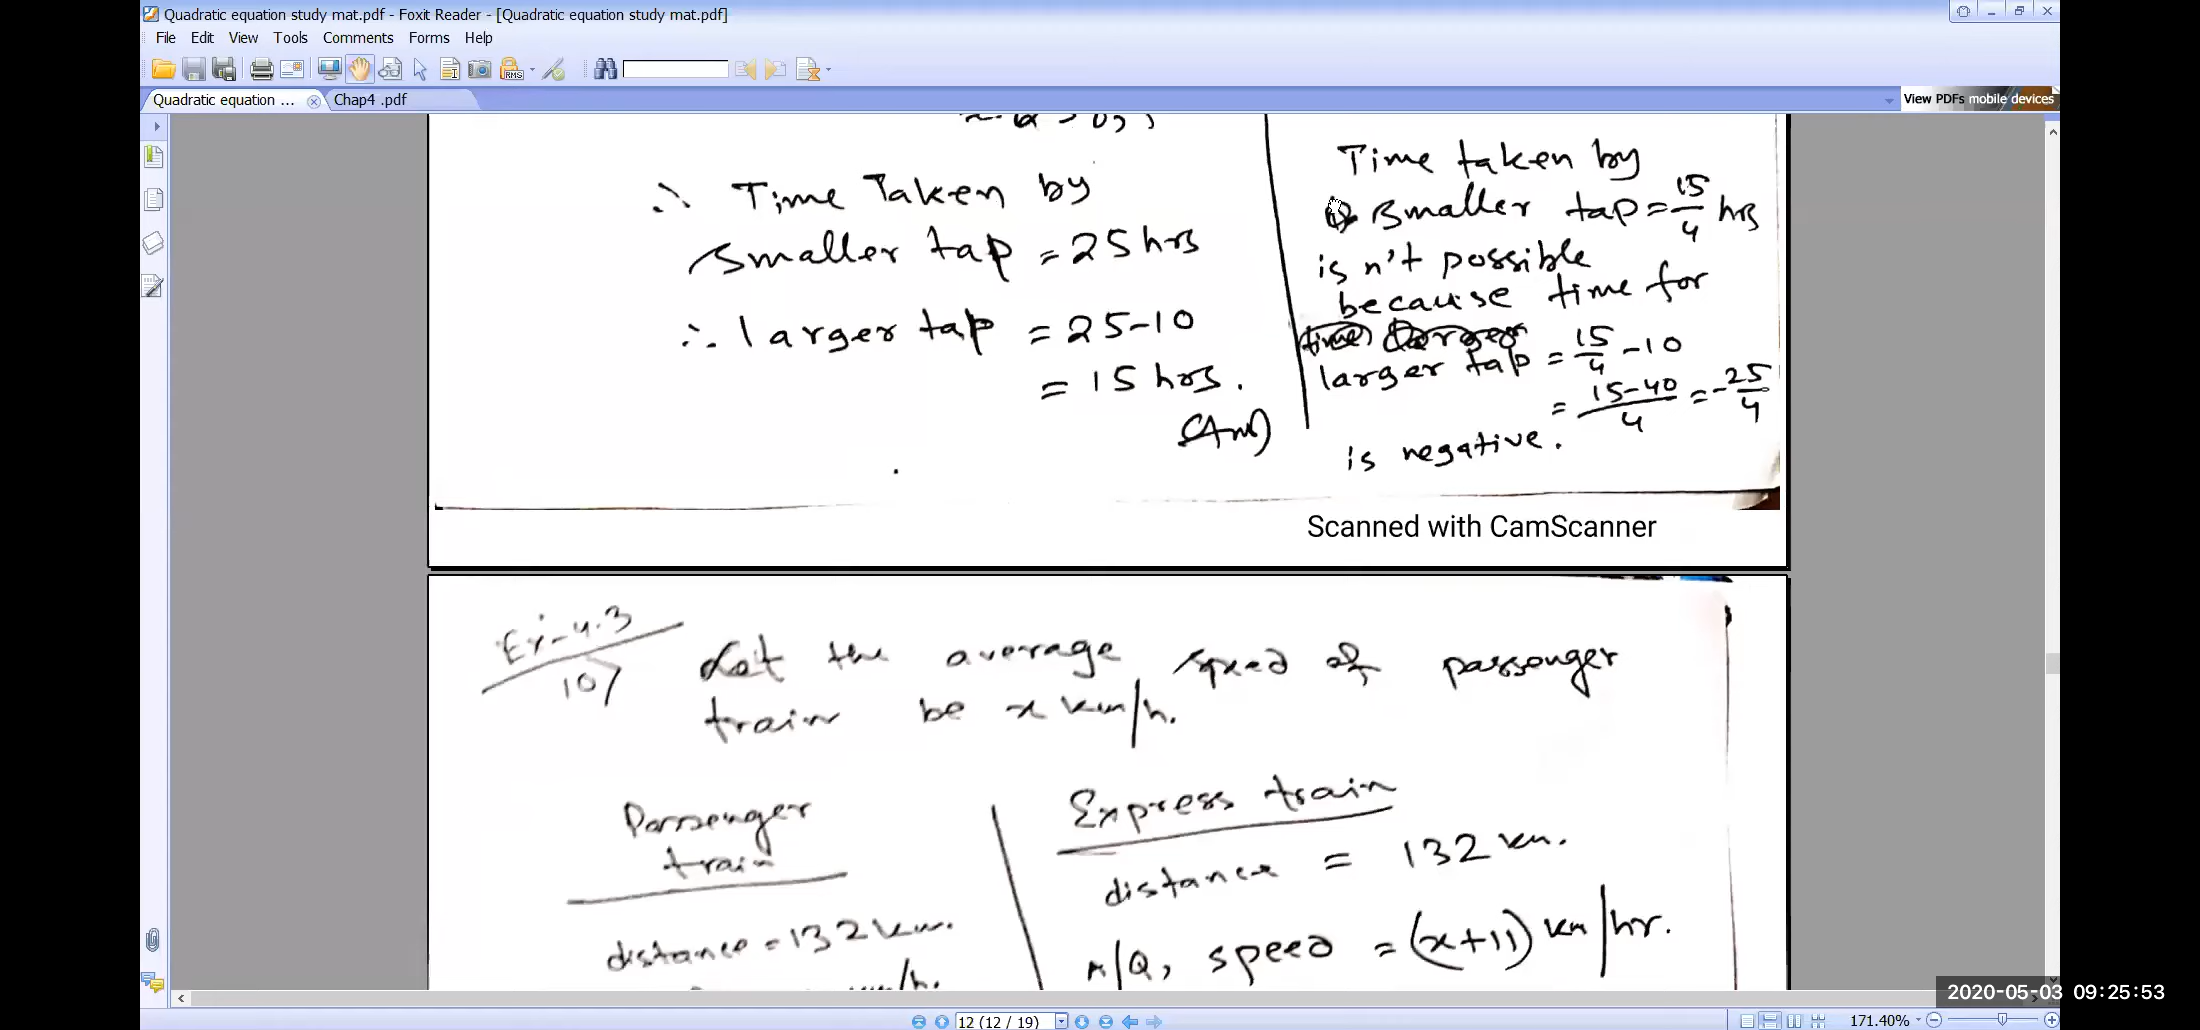 Quadratic equation study mat.pdf - Foxit Reader - [Quadratic equation study mat.pdf]
File Edit View Tools Comments Forms Help
Quadratic equation ... Chap4 .pdf
View PDFs mobile devices
∴ Time Taken by
smaller tap = 25 hrs
∴ larger tap = 25-10
= 15 hrs.
(Ans)
Time taken by
smaller tap = 15/4 hrs
is n't possible
because time for
larger tap = 15/4 - 10
= 15-40/4 = -25/4
is negative.
Scanned with CamScanner
Ex-4.3
10)
Let the average speed of passenger
train be x km/h.
Passenger
train
distance = 132 km.
Express train
distance = 132 km.
A/Q, speed = (x+11) km/hr.
2020-05-03 09:25:53
12 (12 / 19)
171.40%